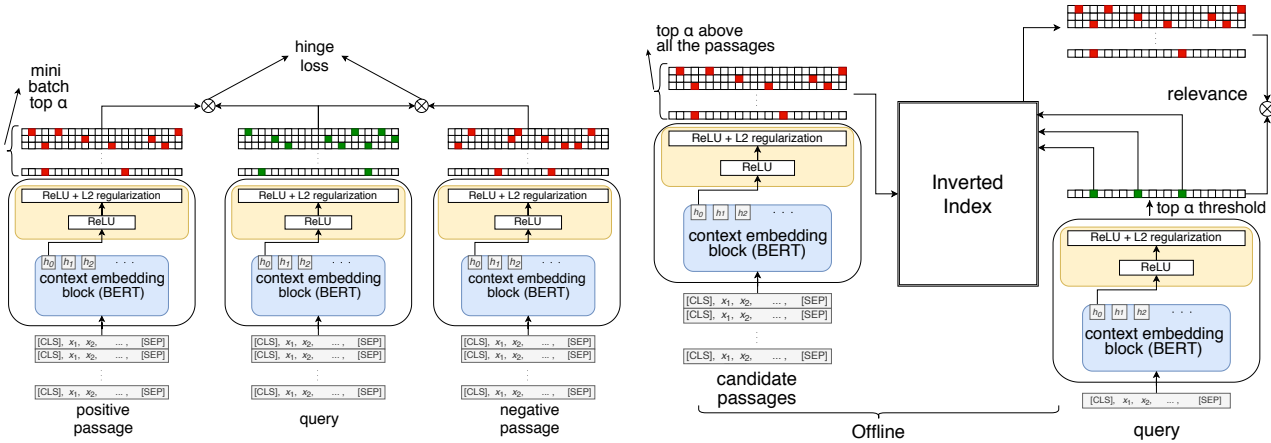 hinge
loss
mini
batch
top α
ReLU + L2 regularization
ReLU
h0 h1 h2 . . .
context embedding
block (BERT)
[CLS], x1, x2, ... , [SEP]
[CLS], x1, x2, ... , [SEP]
[CLS], x1, x2, ... , [SEP]
positive
passage
ReLU + L2 regularization
ReLU
h0 h1 h2 . . .
context embedding
block (BERT)
[CLS], x1, x2, ... , [SEP]
[CLS], x1, x2, ... , [SEP]
[CLS], x1, x2, ... , [SEP]
query
ReLU + L2 regularization
ReLU
h0 h1 h2 . . .
context embedding
block (BERT)
[CLS], x1, x2, ... , [SEP]
[CLS], x1, x2, ... , [SEP]
[CLS], x1, x2, ... , [SEP]
negative
passage
top α above
all the passages
ReLU + L2 regularization
ReLU
h0 h1 h2 . . .
context embedding
block (BERT)
[CLS], x1, x2, ... , [SEP]
[CLS], x1, x2, ... , [SEP]
[CLS], x1, x2, ... , [SEP]
candidate
passages
Inverted
Index
Offline
relevance
top α threshold
ReLU + L2 regularization
ReLU
h0 h1 h2 . . .
context embedding
block (BERT)
[CLS], x1, x2, ... , [SEP]
query